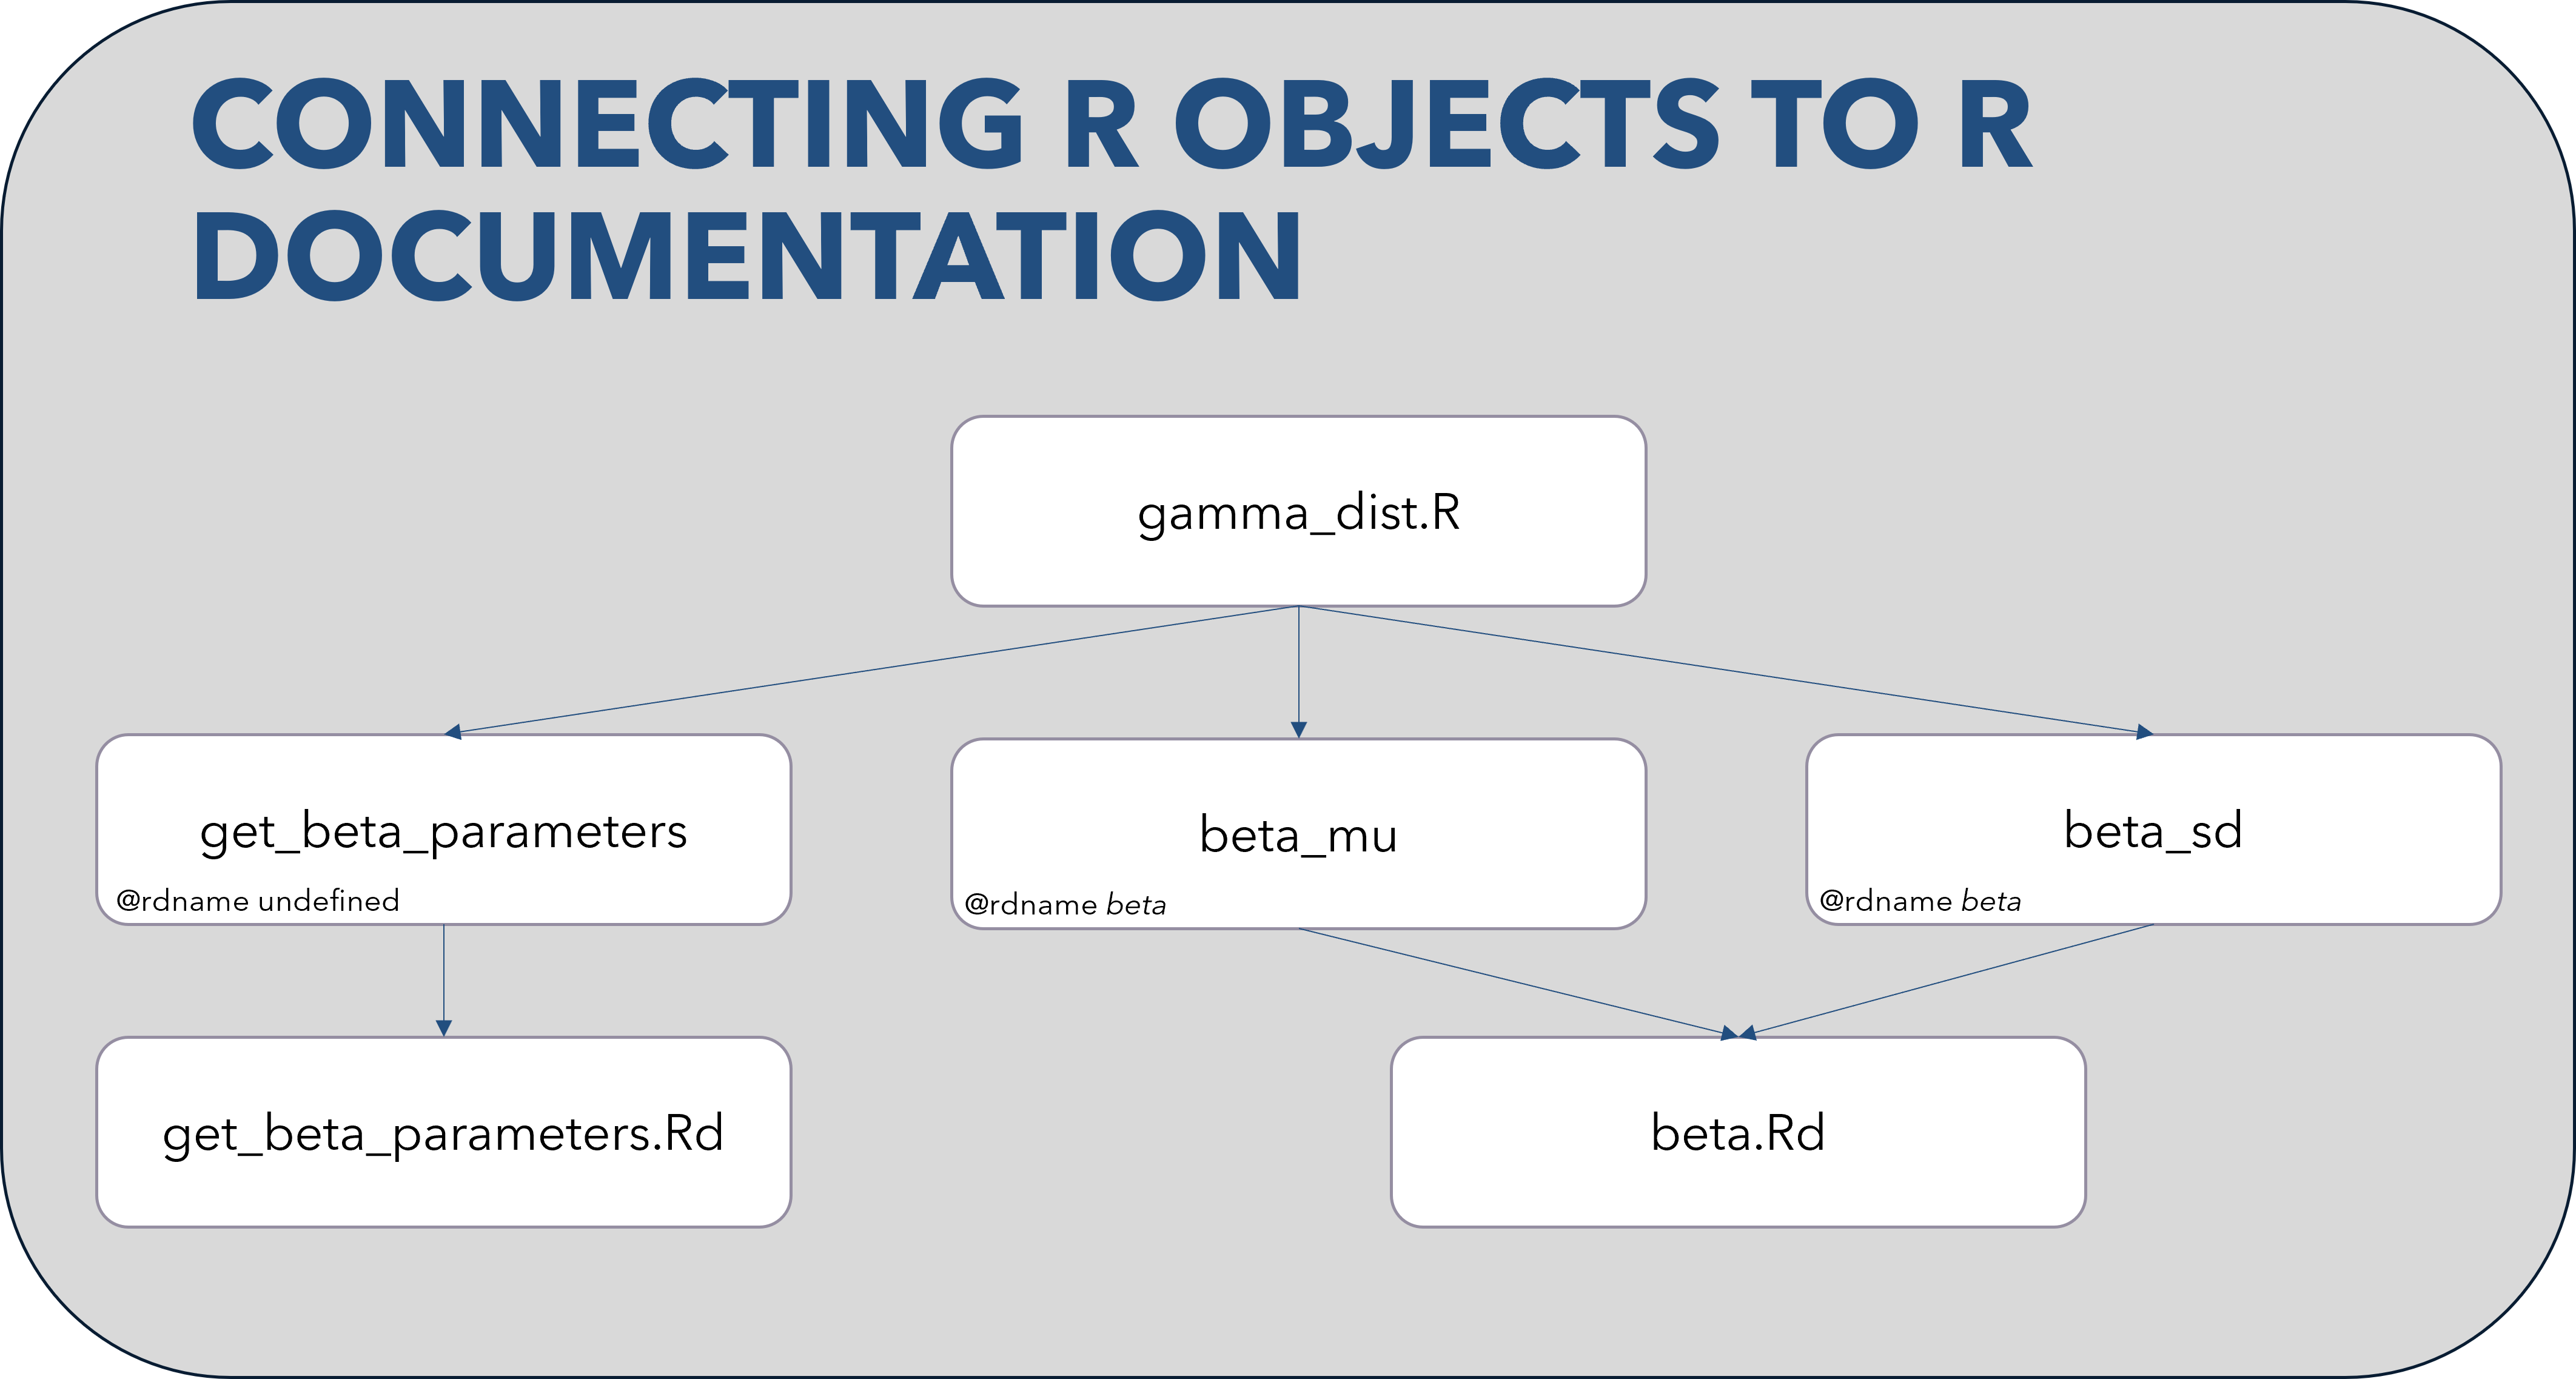 CONNECTING R OBJECTS TO R
DOCUMENTATION
gamma_dist.R
get_beta_parameters
@rdname undefined
beta_mu
@rdname beta
beta_sd
@rdname beta
get_beta_parameters.Rd
beta.Rd